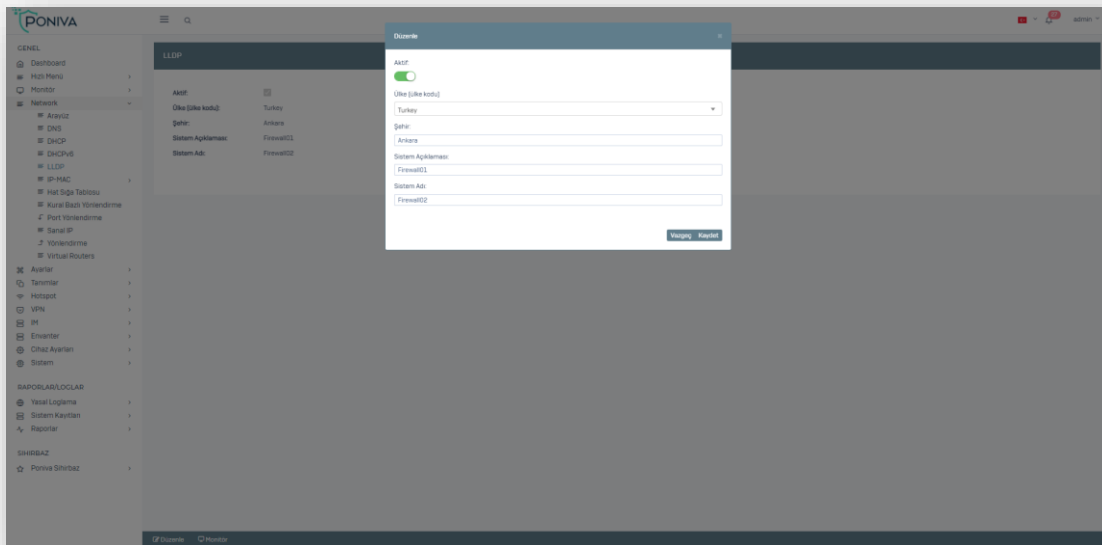 PONIVA
admin
GENEL
Dashboard
Hızlı Menü
Monitör
Network
Arayüz
DNS
DHCP
DHCPv6
LLDP
IP-MAC
Hat Sığa Tablosu
Kural Bazlı Yönlendirme
Port Yönlendirme
Sanal IP
Yönlendirme
Virtual Routers
Ayarlar
Tanımlar
Hotspot
VPN
IM
Envanter
Cihaz Ayarları
Sistem
RAPORLAR/LOGLAR
Yasal Loglama
Sistem Kayıtları
Raporlar
SİHİRBAZ
Poniva Sihirbaz
LLDP
Aktif:
Ülke (ülke kodu): Turkey
Şehir: Ankara
Sistem Açıklaması: Firewall01
Sistem Adı: Firewall02
Düzenle
Aktif:
Ülke (ülke kodu)
Turkey
Şehir:
Ankara
Sistem Açıklaması:
Firewall01
Sistem Adı:
Firewall02
Vazgeç Kaydet
Düzenle Monitör